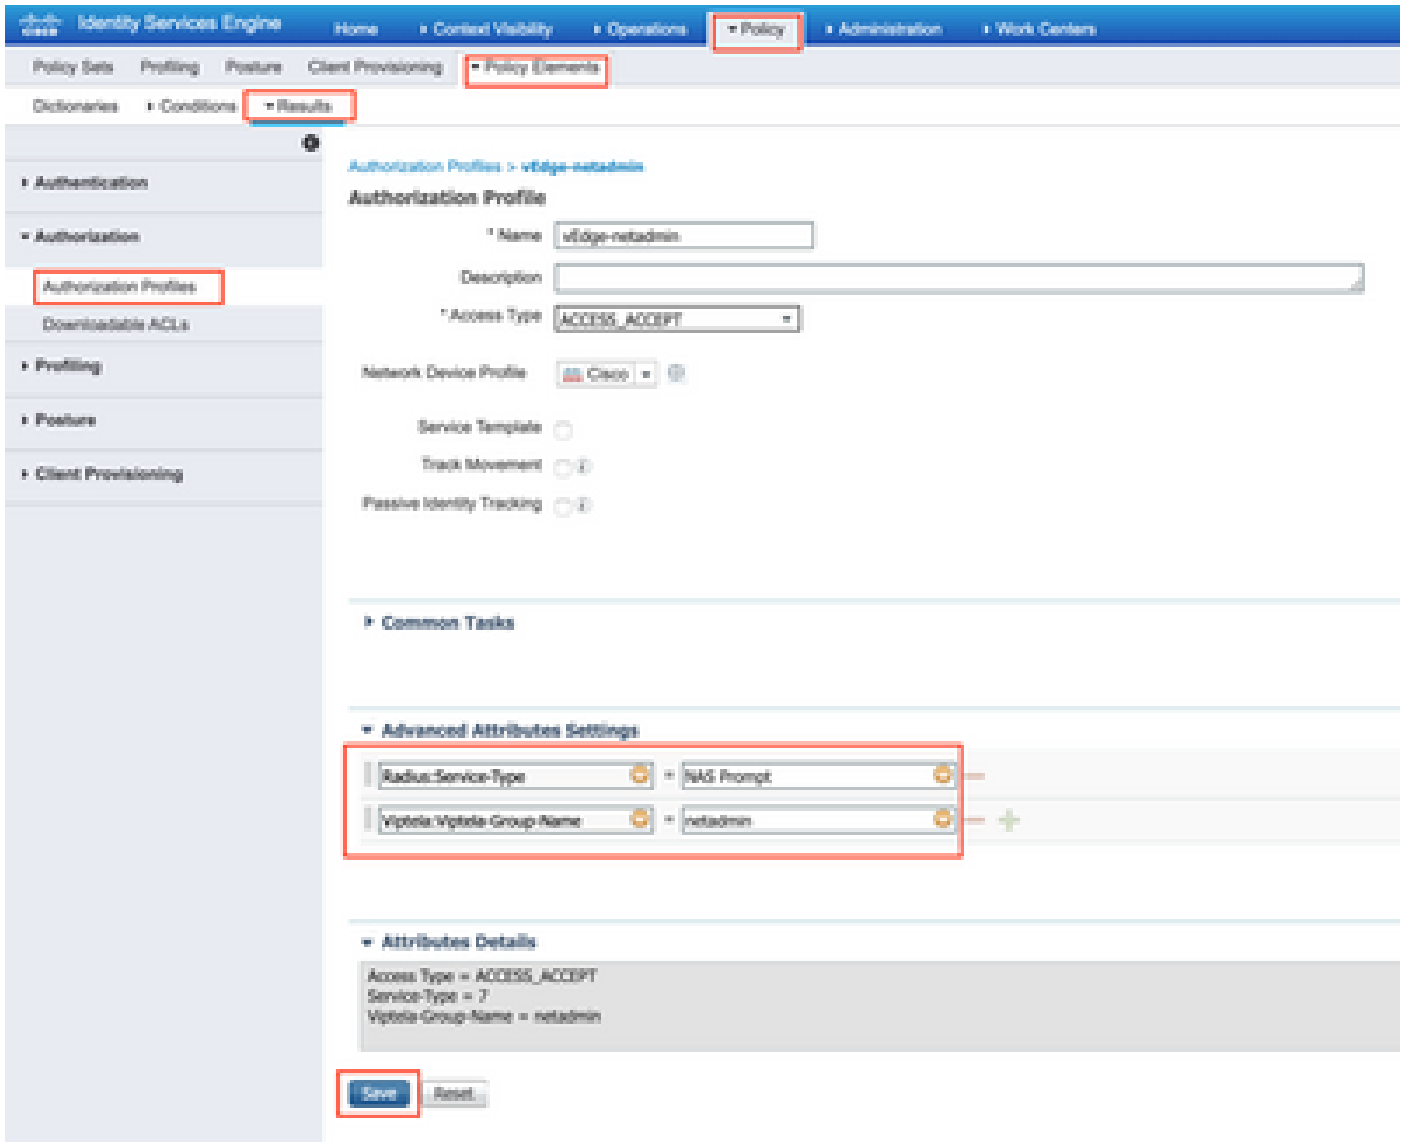 cisco Identity Services Engine Home Context Visibility Operations Policy Administration Work Centers
Policy Sets Profiling Posture Client Provisioning Policy Elements
Dictionaries Conditions Results
Authentication
Authorization
Authorization Profiles
Downloadable ACLs
Profiling
Posture
Client Provisioning
Authorization Profiles > vEdge-netadmin
Authorization Profile
* Name vEdge-netadmin
Description
* Access Type ACCESS_ACCEPT
Network Device Profile Cisco
Service Template
Track Movement
Passive Identity Tracking
Common Tasks
Advanced Attributes Settings
Radius:Service-Type = NAS Prompt
Viptela:Viptela-Group-Name = netadmin
Attributes Details
Access Type = ACCESS_ACCEPT
Service-Type = 7
Viptela-Group-Name = netadmin
Save Reset